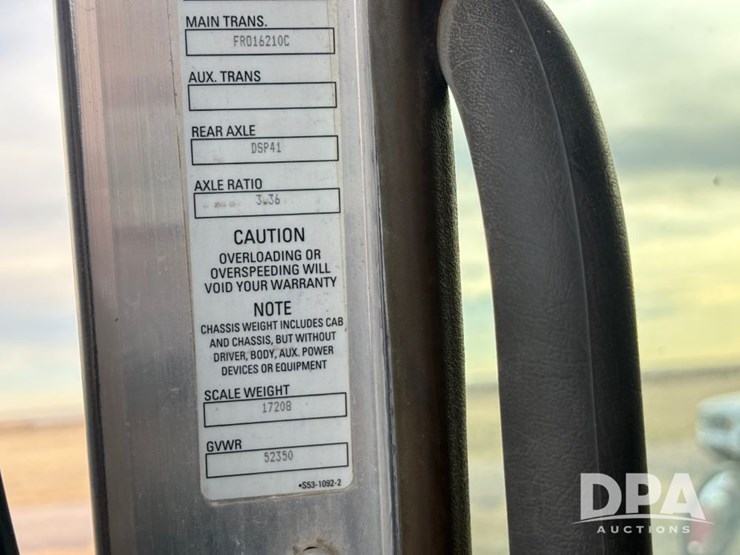 MAIN TRANS.
FRO16210C
AUX. TRANS
REAR AXLE
DSP41
AXLE RATIO
3.36
CAUTION
OVERLOADING OR
OVERSPEEDING WILL
VOID YOUR WARRANTY
NOTE
CHASSIS WEIGHT INCLUDES CAB
AND CHASSIS, BUT WITHOUT
DRIVER, BODY, AUX. POWER
DEVICES OR EQUIPMENT
SCALE WEIGHT
17208
GVWR
52350
•S53-1092-2
DPA
AUCTIONS